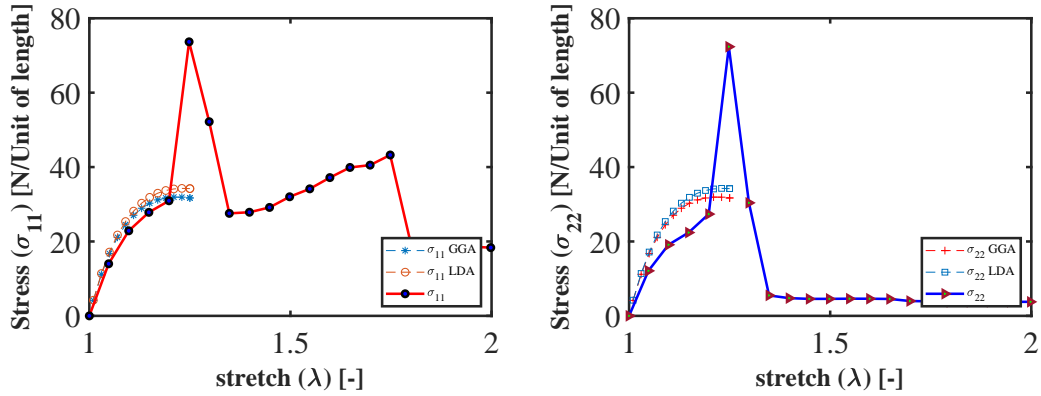 80
60
40
20
0
Stress (σ₁₁) [N/Unit of length]
σ₁₁ GGA
σ₁₁ LDA
σ₁₁
1
1.5
2
stretch (λ) [-]
80
60
40
20
0
Stress (σ₂₂) [N/Unit of length]
σ₂₂ GGA
σ₂₂ LDA
σ₂₂
1
1.5
2
stretch (λ) [-]